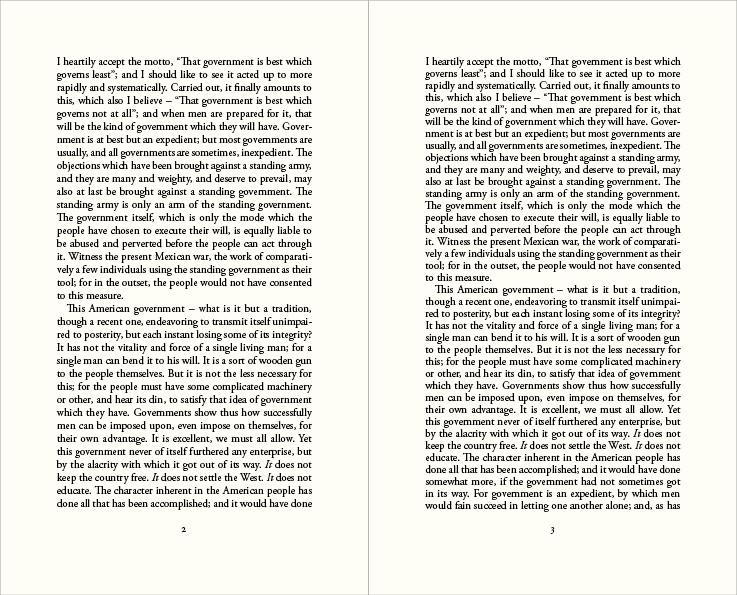 I heartily accept the motto, “That government is best which
governs least”; and I should like to see it acted up to more
rapidly and systematically. Carried out, it finally amounts to
this, which also I believe – “That government is best which
governs not at all”; and when men are prepared for it, that
will be the kind of government which they will have. Gover-
nment is at best but an expedient; but most governments are
usually, and all governments are sometimes, inexpedient. The
objections which have been brought against a standing army,
and they are many and weighty, and deserve to prevail, may
also at last be brought against a standing government. The
standing army is only an arm of the standing government.
The government itself, which is only the mode which the
people have chosen to execute their will, is equally liable to
be abused and perverted before the people can act through
it. Witness the present Mexican war, the work of comparati-
vely a few individuals using the standing government as their
tool; for in the outset, the people would not have consented
to this measure.
This American government – what is it but a tradition,
though a recent one, endeavoring to transmit itself unimpai-
red to posterity, but each instant losing some of its integrity?
It has not the vitality and force of a single living man; for a
single man can bend it to his will. It is a sort of wooden gun
to the people themselves. But it is not the less necessary for
this; for the people must have some complicated machinery
or other, and hear its din, to satisfy that idea of government
which they have. Governments show thus how successfully
men can be imposed upon, even impose on themselves, for
their own advantage. It is excellent, we must all allow. Yet
this government never of itself furthered any enterprise, but
by the alacrity with which it got out of its way. It does not
keep the country free. It does not settle the West. It does not
educate. The character inherent in the American people has
done all that has been accomplished; and it would have done
2
I heartily accept the motto, “That government is best which
governs least”; and I should like to see it acted up to more
rapidly and systematically. Carried out, it finally amounts to
this, which also I believe – “That government is best which
governs not at all”; and when men are prepared for it, that
will be the kind of government which they will have. Gover-
nment is at best but an expedient; but most governments are
usually, and all governments are sometimes, inexpedient. The
objections which have been brought against a standing army,
and they are many and weighty, and deserve to prevail, may
also at last be brought against a standing government. The
standing army is only an arm of the standing government.
The government itself, which is only the mode which the
people have chosen to execute their will, is equally liable to
be abused and perverted before the people can act through
it. Witness the present Mexican war, the work of comparati-
vely a few individuals using the standing government as their
tool; for in the outset, the people would not have consented
to this measure.
This American government – what is it but a tradition,
though a recent one, endeavoring to transmit itself unimpai-
red to posterity, but each instant losing some of its integrity?
It has not the vitality and force of a single living man; for a
single man can bend it to his will. It is a sort of wooden gun
to the people themselves. But it is not the less necessary for
this; for the people must have some complicated machinery
or other, and hear its din, to satisfy that idea of government
which they have. Governments show thus how successfully
men can be imposed upon, even impose on themselves, for
their own advantage. It is excellent, we must all allow. Yet
this government never of itself furthered any enterprise, but
by the alacrity with which it got out of its way. It does not
keep the country free. It does not settle the West. It does not
educate. The character inherent in the American people has
done all that has been accomplished; and it would have done
somewhat more, if the government had not sometimes got
in its way. For government is an expedient, by which men
would fain succeed in letting one another alone; and, as has
3